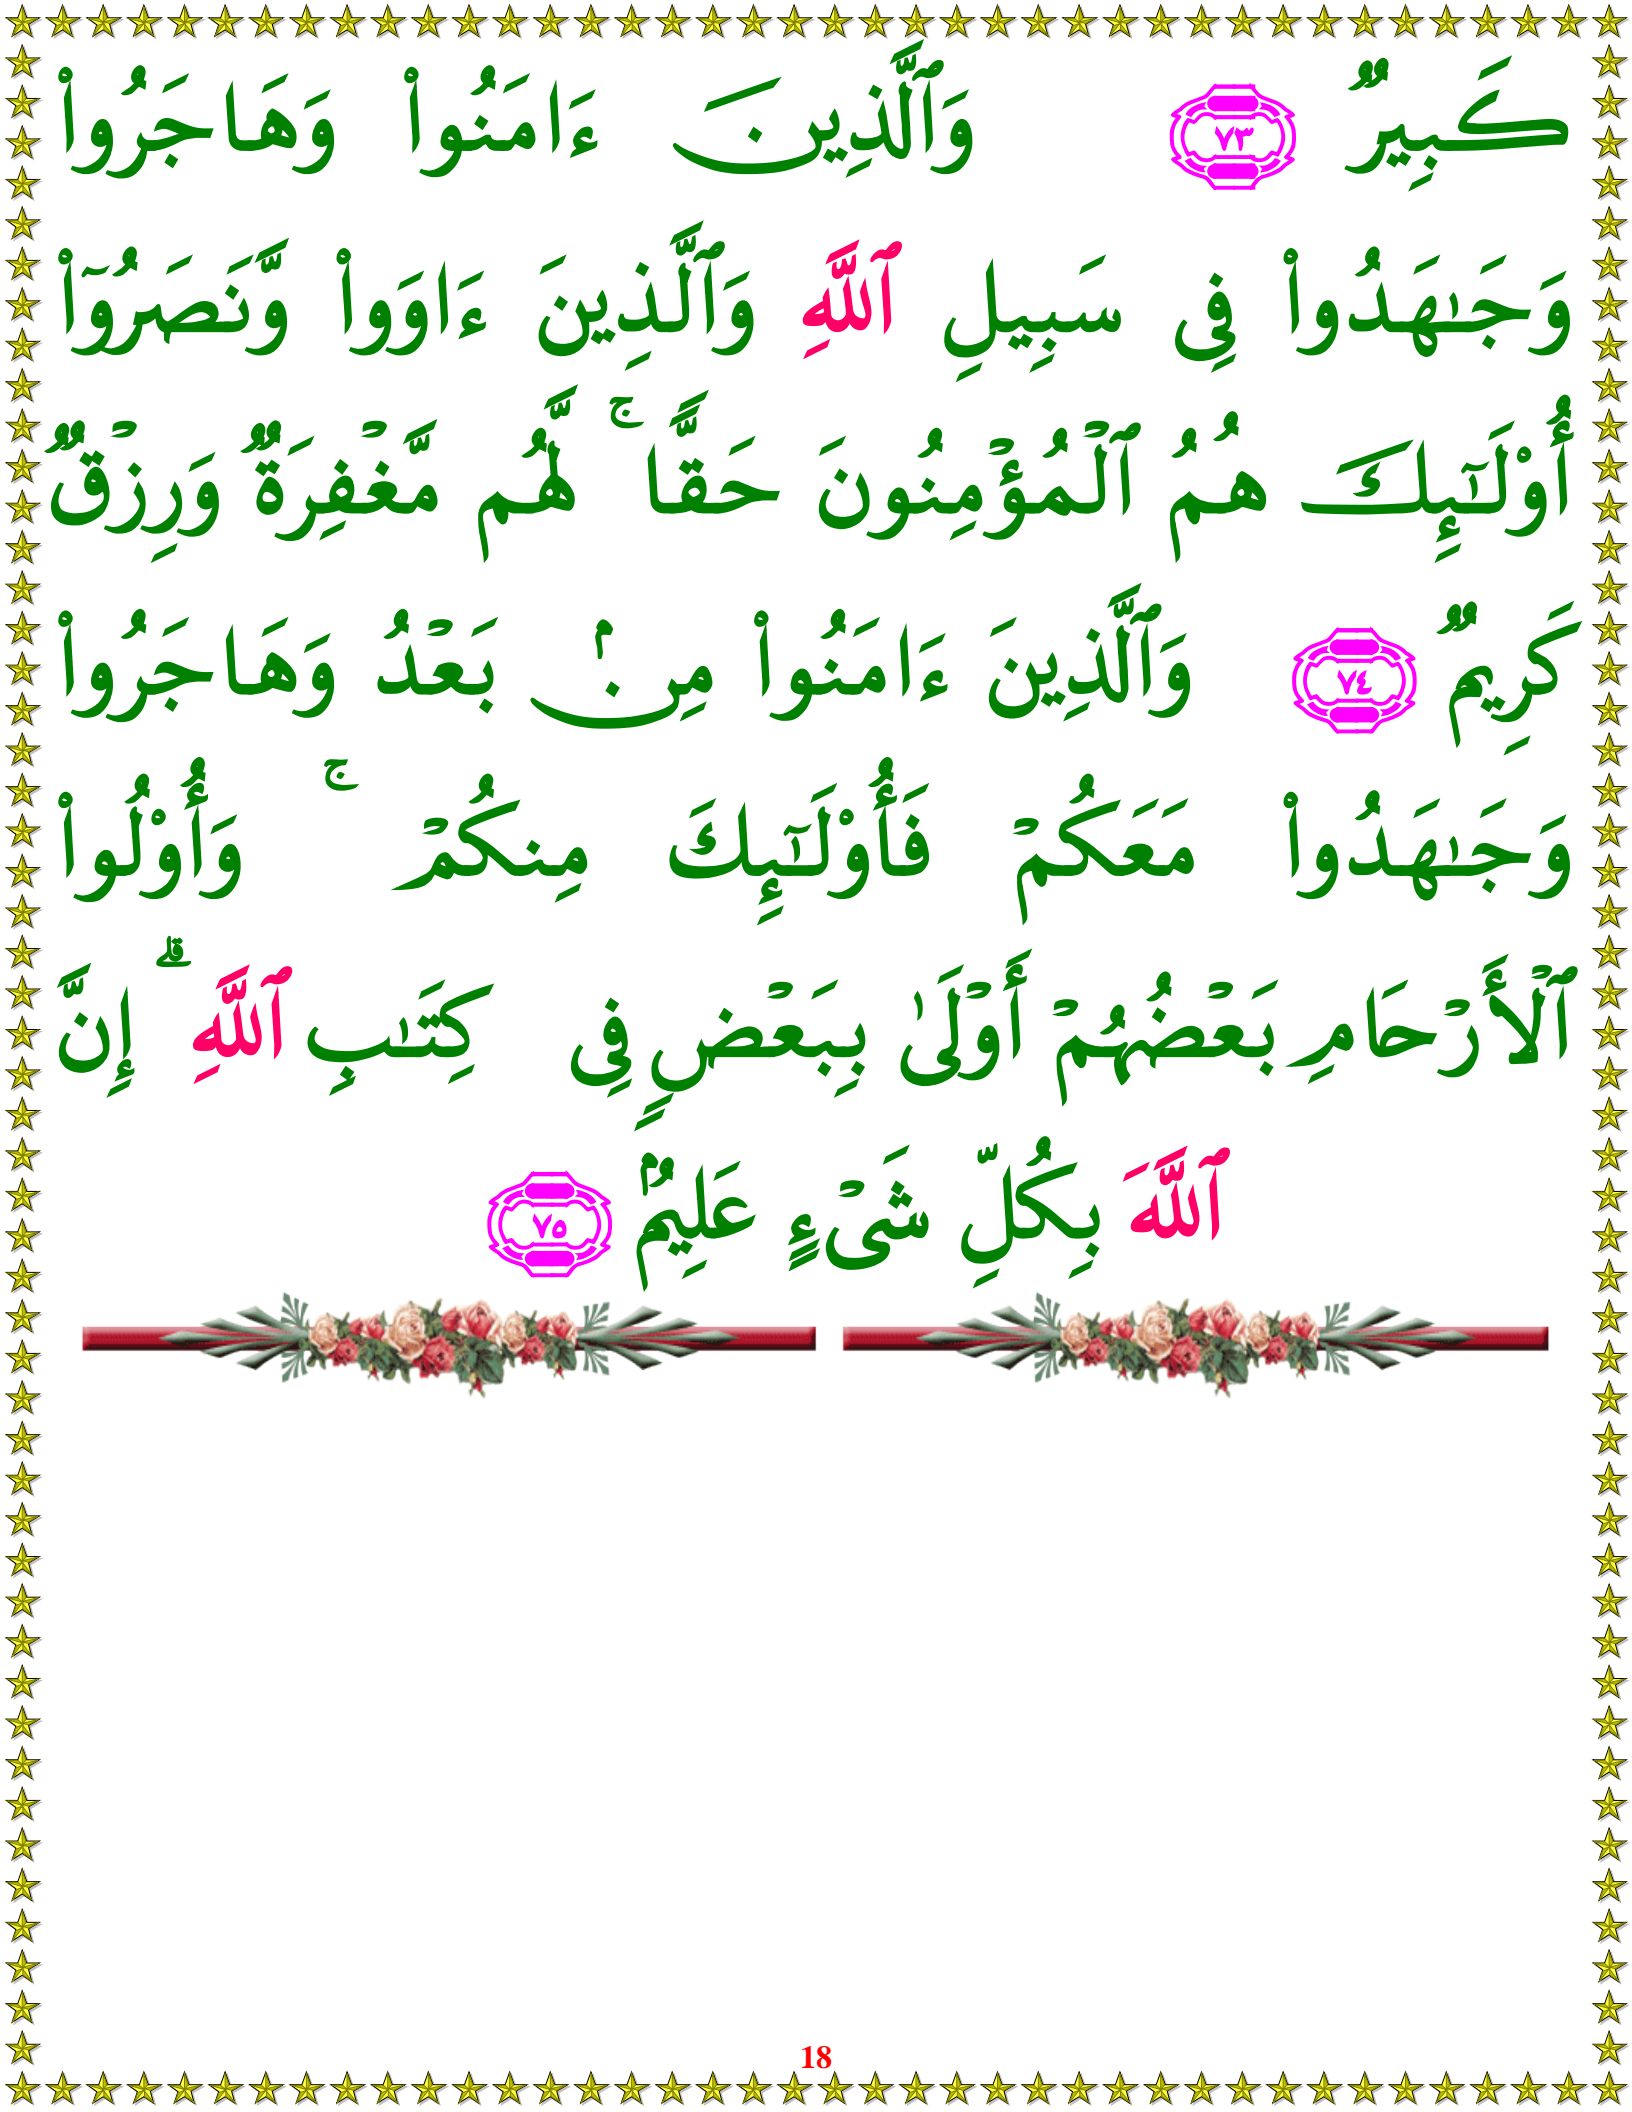 كَبِيرٌ ﴿٧٣﴾ وَٱلَّذِينَ ءَامَنُوا۟ وَهَاجَرُوا۟
وَجَـٰهَدُوا۟ فِى سَبِيلِ ٱللَّهِ وَٱلَّذِينَ ءَاوَوا۟ وَّنَصَرُوٓا۟
أُو۟لَـٰٓئِكَ هُمُ ٱلْمُؤْمِنُونَ حَقًّا ۚ لَّهُم مَّغْفِرَةٌ وَرِزْقٌ
كَرِيمٌ ﴿٧٤﴾ وَٱلَّذِينَ ءَامَنُوا۟ مِنۢ بَعْدُ وَهَاجَرُوا۟
وَجَـٰهَدُوا۟ مَعَكُمْ فَأُو۟لَـٰٓئِكَ مِنكُمْ ۚ وَأُو۟لُوا۟
ٱلْأَرْحَامِ بَعْضُهُمْ أَوْلَىٰ بِبَعْضٍ فِى كِتَـٰبِ ٱللَّهِ ۗ إِنَّ
ٱللَّهَ بِكُلِّ شَىْءٍ عَلِيمٌۢ ﴿٧٥﴾
18